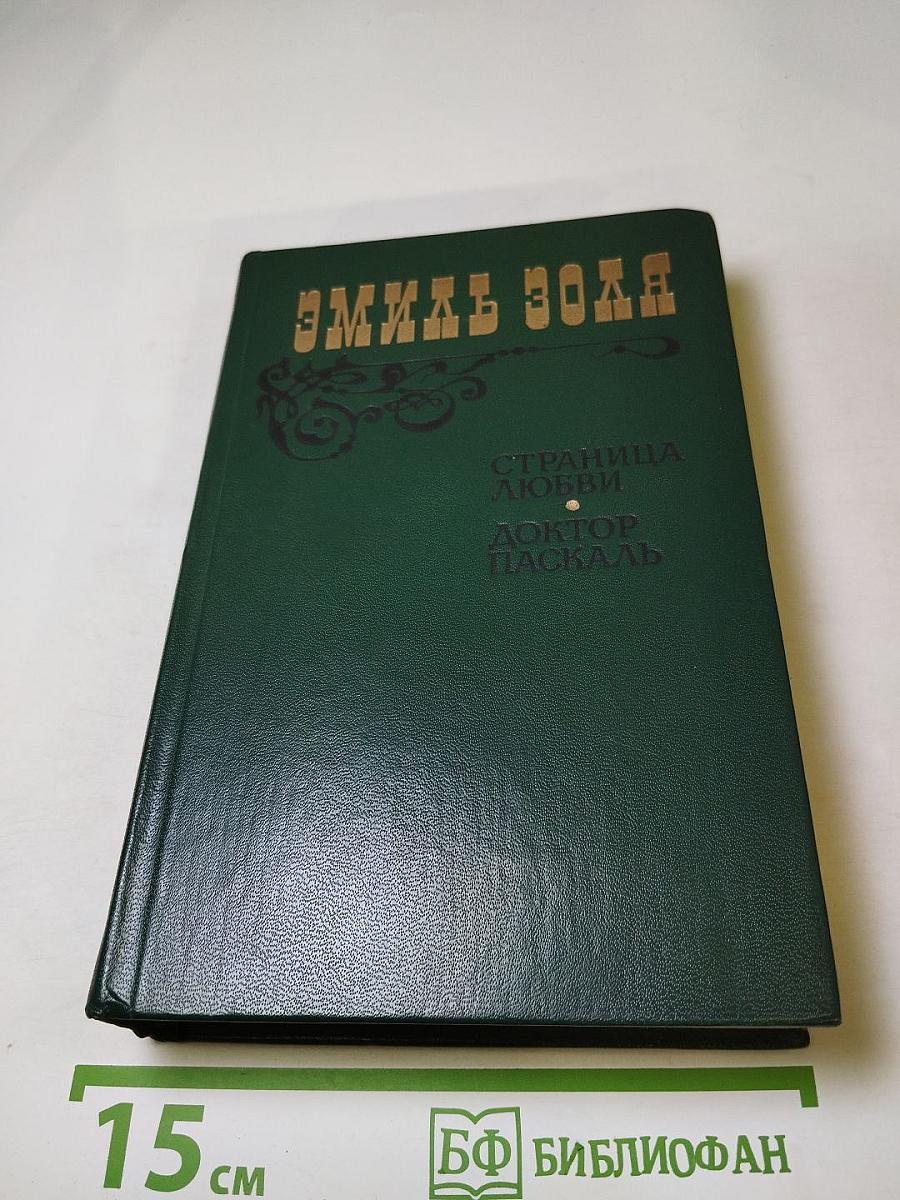 ЭМИЛЬ ЗОЛЯ
СТРАНИЦА
ЛЮБВИ
ДОКТОР
ПАСКАЛЬ
15 см
БФ БИБЛИОФАН